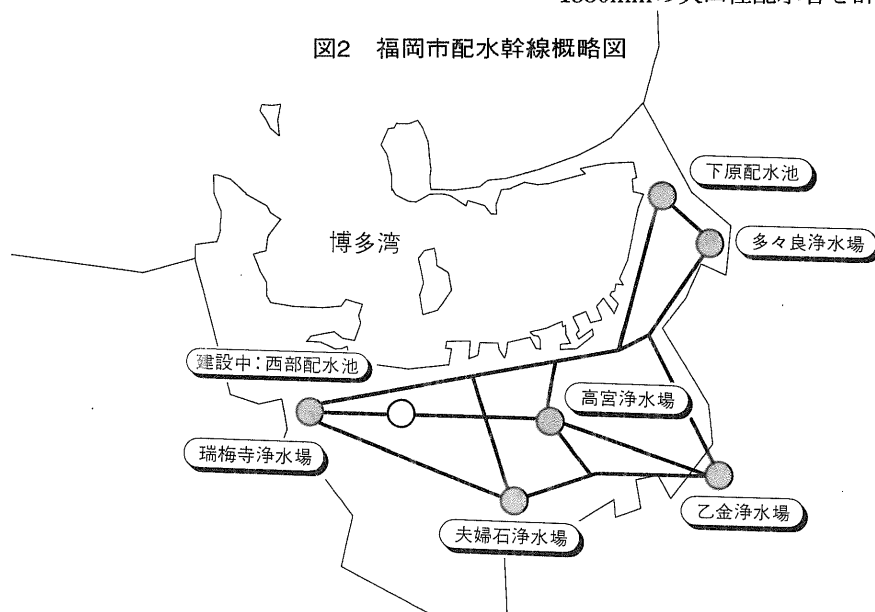 図2 福岡市配水幹線概略図
下原配水池
多々良浄水場
博多湾
建設中:西部配水池
高宮浄水場
瑞梅寺浄水場
乙金浄水場
夫婦石浄水場